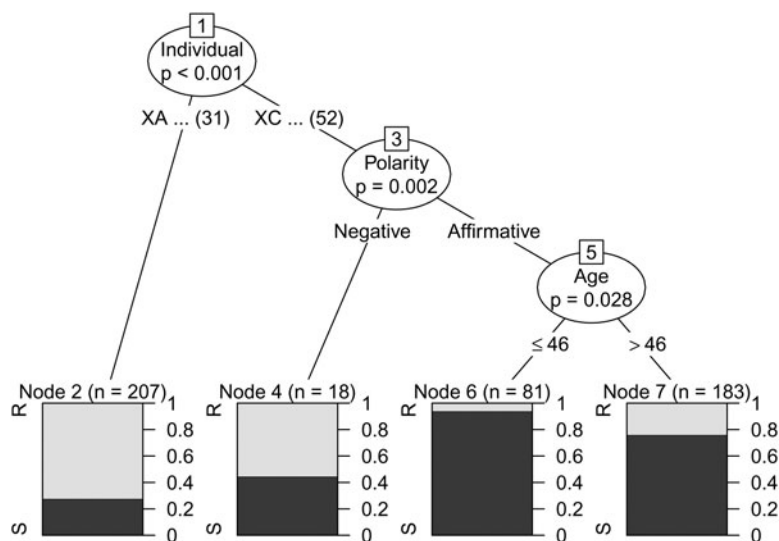 1
Individual
p < 0.001
XA ... (31)
XC ... (52)
3
Polarity
p = 0.002
Negative
Affirmative
5
Age
p = 0.028
≤ 46
> 46
Node 2 (n = 207)
R
S
1
0.8
0.6
0.4
0.2
0
Node 4 (n = 18)
R
S
1
0.8
0.6
0.4
0.2
0
Node 6 (n = 81)
R
S
1
0.8
0.6
0.4
0.2
0
Node 7 (n = 183)
R
S
1
0.8
0.6
0.4
0.2
0